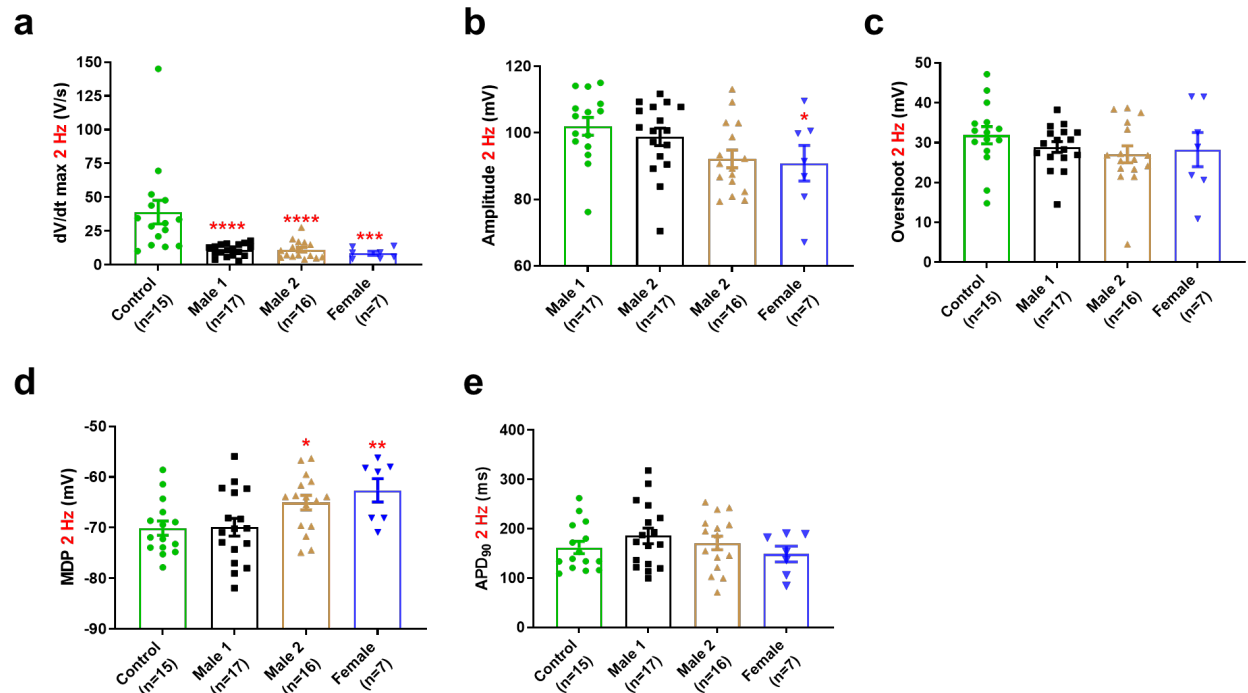 a
dV/dt max 2 Hz (V/s)
150
125
100
75
50
25
0
****
****
***
Control
(n=15)
Male 1
(n=17)
Male 2
(n=16)
Female
(n=7)
b
Amplitude 2 Hz (mV)
120
100
80
60
*
Male 1
(n=17)
Male 2
(n=17)
Male 2
(n=16)
Female
(n=7)
c
Overshoot 2 Hz (mV)
50
40
30
20
10
0
Control
(n=15)
Male 1
(n=17)
Male 2
(n=16)
Female
(n=7)
d
MDP 2 Hz (mV)
-50
-60
-70
-80
-90
*
**
Control
(n=15)
Male 1
(n=17)
Male 2
(n=16)
Female
(n=7)
e
APD90 2 Hz (ms)
400
300
200
100
0
Control
(n=15)
Male 1
(n=17)
Male 2
(n=16)
Female
(n=7)